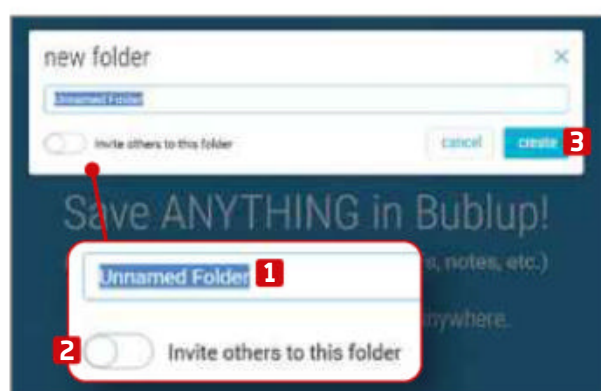 new folder
×
Unnamed Folder
Invite others to this folder
cancel
create
3
Save ANYTHING in Bublup!
s, notes, etc.)
Unnamed Folder 1
2 Invite others to this folder
nywhere.